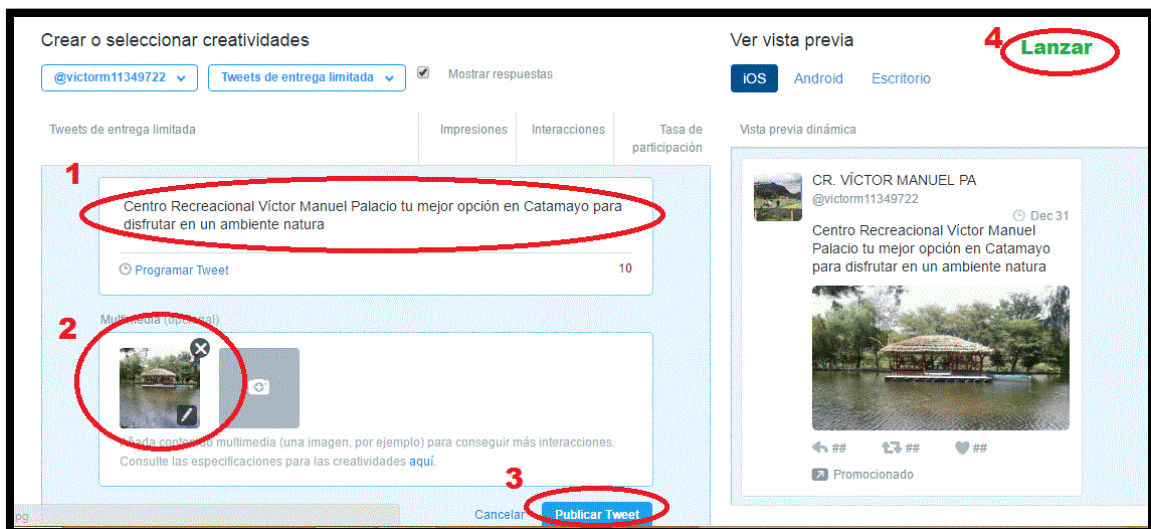 Crear o seleccionar creatividades
@victorm11349722
Tweets de entrega limitada
Mostrar respuestas
Tweets de entrega limitada
Impresiones
Interacciones
Tasa de
participación
1
Centro Recreacional Víctor Manuel Palacio tu mejor opción en Catamayo para
disfrutar en un ambiente natura
Programar Tweet
10
2
Multimedia (opcional)
Añada contenido multimedia (una imagen, por ejemplo) para conseguir más interacciones.
Consulte las especificaciones para las creatividades aquí.
3
Cancelar
Publicar Tweet
pg
Ver vista previa
4
Lanzar
iOS
Android
Escritorio
Vista previa dinámica
CR. VÍCTOR MANUEL PA
@victorm11349722
Dec 31
Centro Recreacional Víctor Manuel
Palacio tu mejor opción en Catamayo
para disfrutar en un ambiente natura
##
##
##
Promocionado